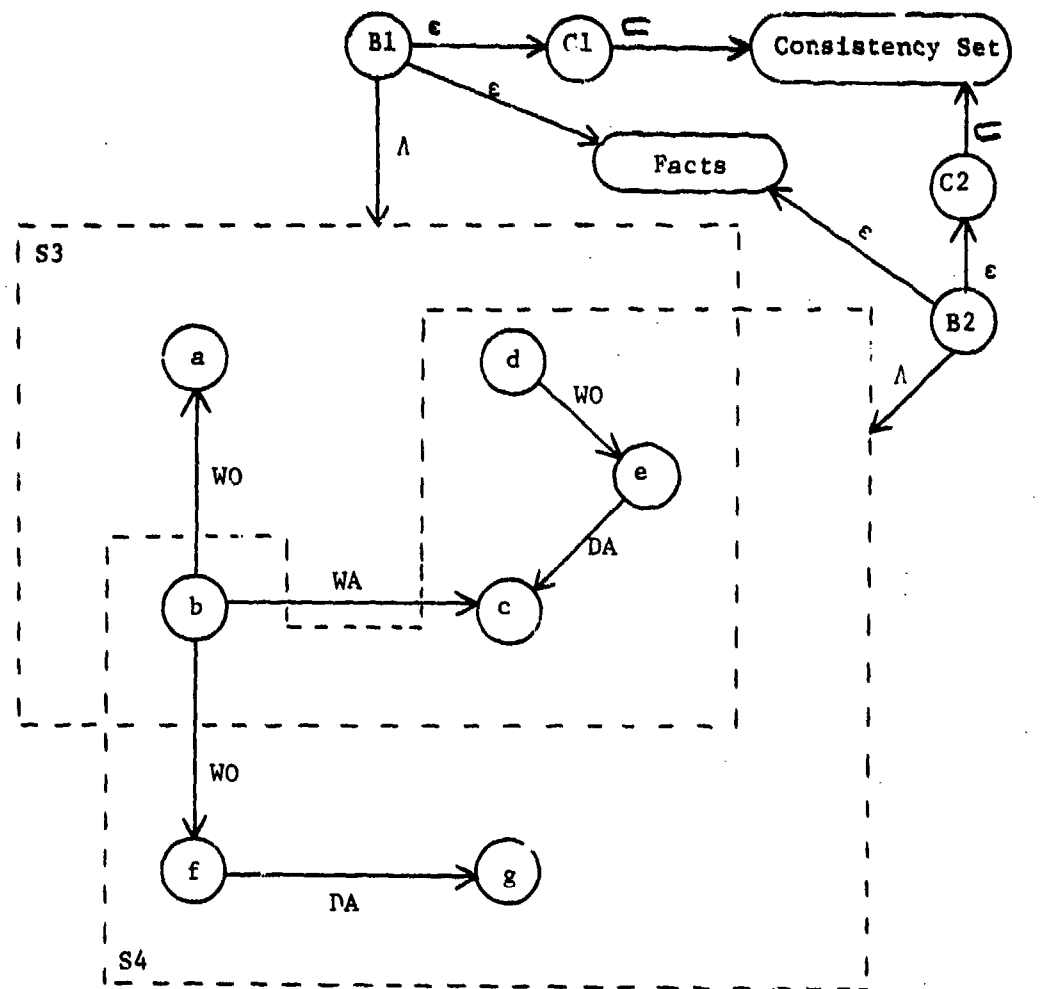 B1 ε C1 ⊆ Consistency Set
ε
Λ
Facts
⊆
C2
ε
ε
B2
Λ
S3
a
d
WO
WO
e
DA
b
WA
c
WO
f
DA
g
S4